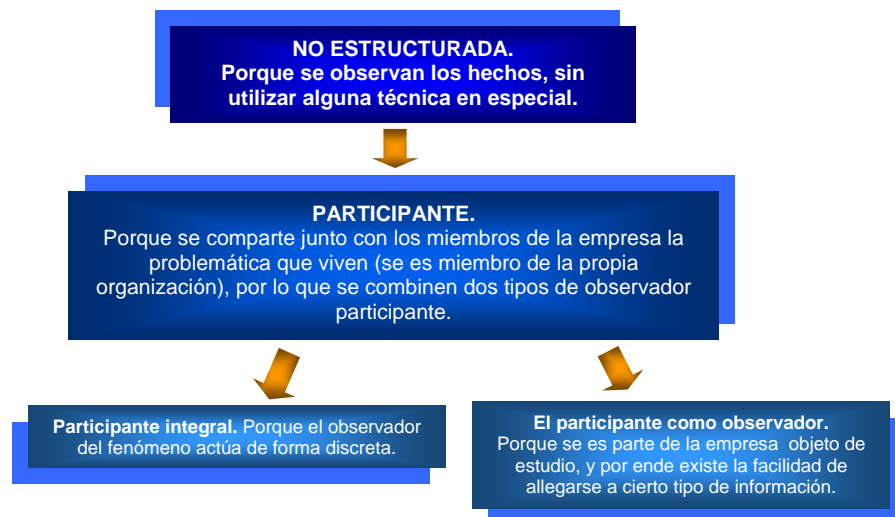 NO ESTRUCTURADA.
Porque se observan los hechos, sin
utilizar alguna técnica en especial.
PARTICIPANTE.
Porque se comparte junto con los miembros de la empresa la
problemática que viven (se es miembro de la propia
organización), por lo que se combinen dos tipos de observador
participante.
Participante integral. Porque el observador
del fenómeno actúa de forma discreta.
El participante como observador.
Porque se es parte de la empresa objeto de
estudio, y por ende existe la facilidad de
allegarse a cierto tipo de información.